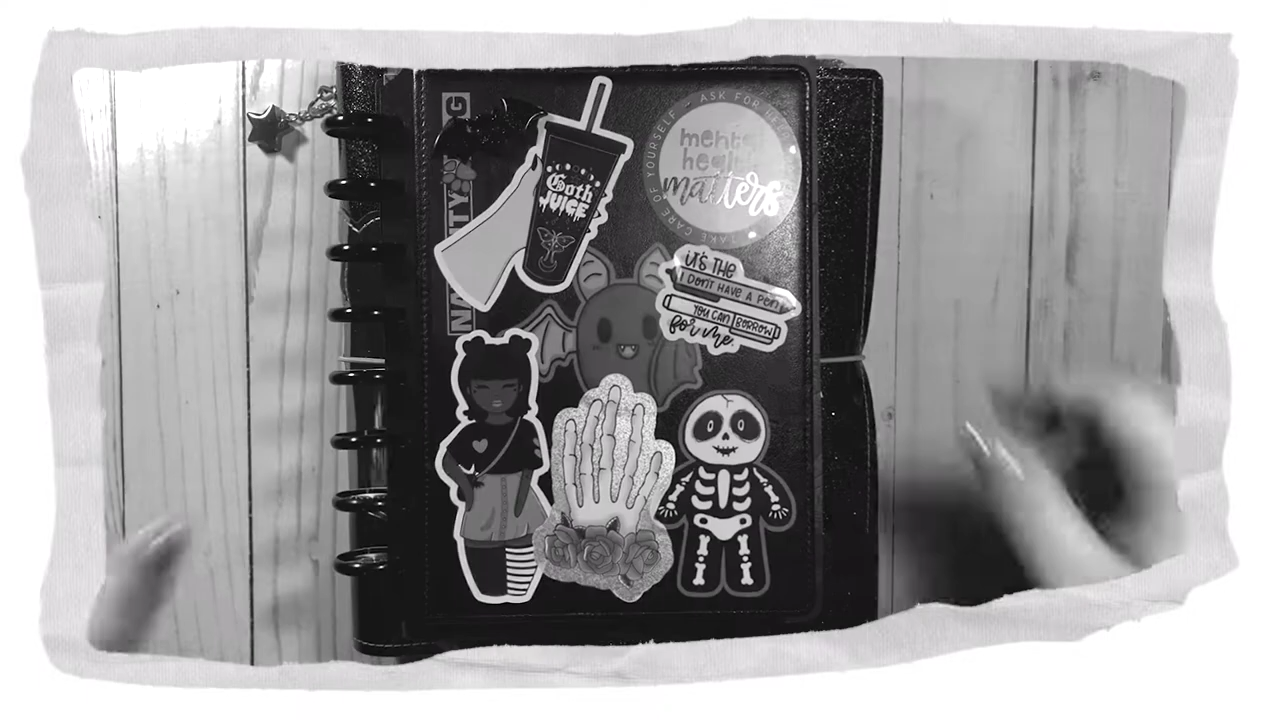 Goth
JUICE
ASK FOR
TAKE CARE OF YOURSELF
mental
health
matters
IT'S THE
I DON'T HAVE A PEN
YOU CAN BORROW
for me.